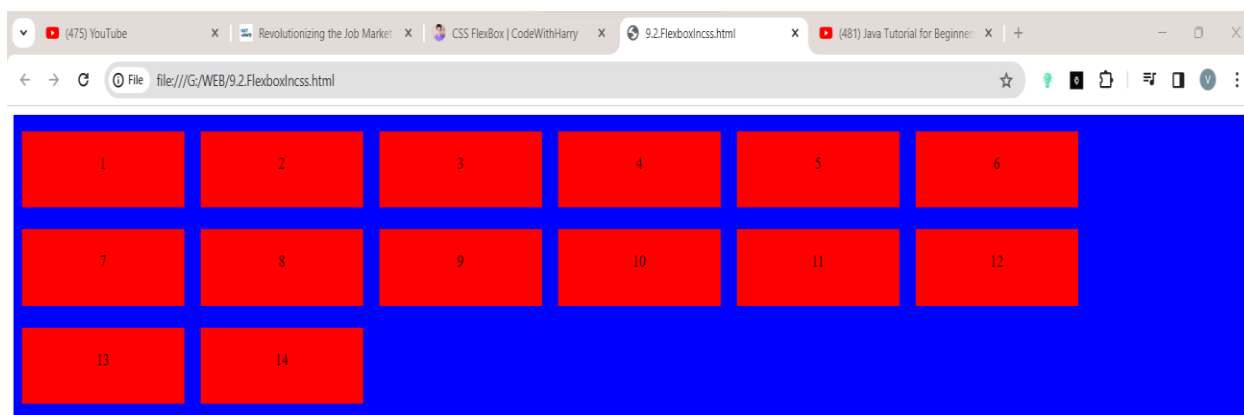 (475) YouTube
Revolutionizing the Job Market
CSS FlexBox | CodeWithHarry
9.2.FlexboxIncss.html
(481) Java Tutorial for Beginner
File file:///G:/WEB/9.2.FlexboxIncss.html
V
1 2 3 4 5 6
7 8 9 10 11 12
13 14